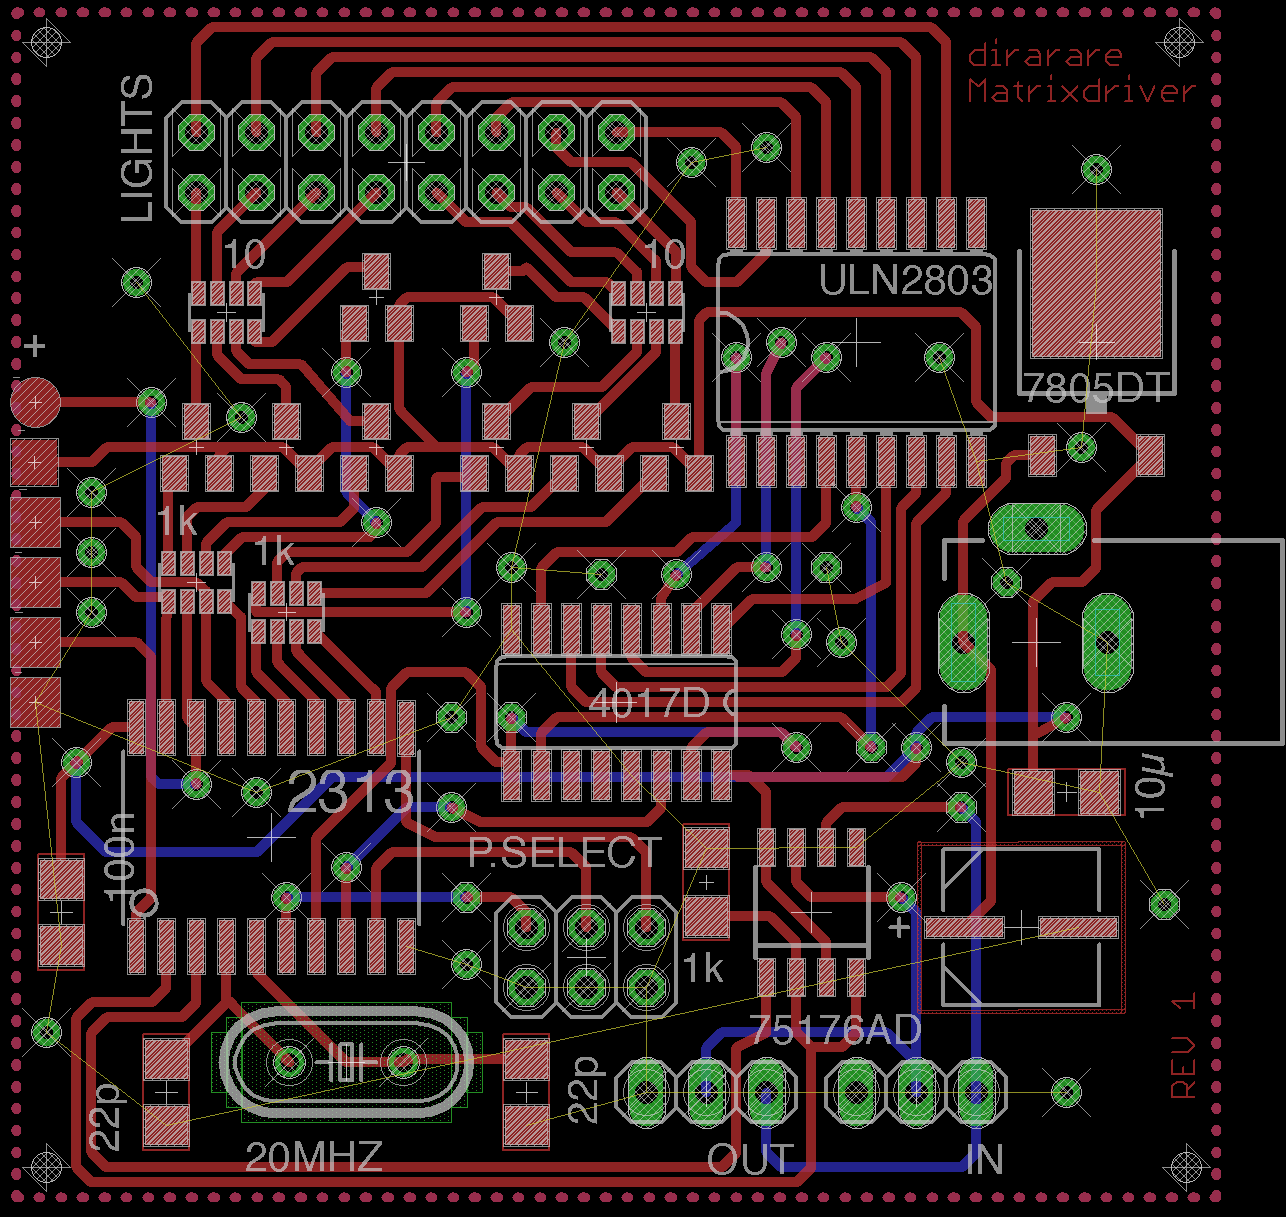 dirarare
Matrixdriver
LIGHTS
10
10
ULN2803
+
7805DT
1k
1k
4017D
2313
10µ
100n
P.SELECT
+
1k
75176AD
REV 1
22p
22p
20MHZ
OUT
IN